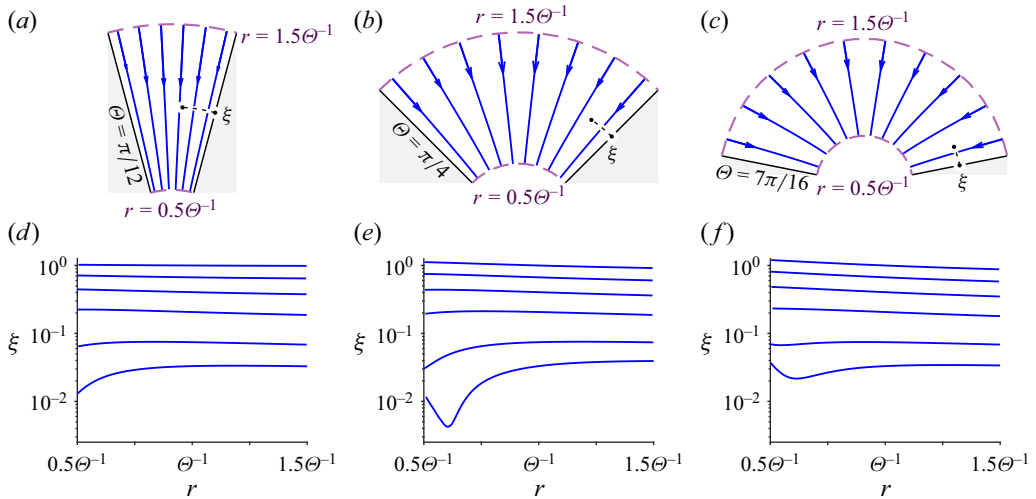 (a)
r = 1.5Θ⁻¹
ξ
Θ = π/12
r = 0.5Θ⁻¹
(b)
r = 1.5Θ⁻¹
ξ
Θ = π/4
r = 0.5Θ⁻¹
(c)
r = 1.5Θ⁻¹
Θ = 7π/16
ξ
r = 0.5Θ⁻¹
(d)
10⁰
10⁻¹
ξ
10⁻²
0.5Θ⁻¹ Θ⁻¹ 1.5Θ⁻¹
r
(e)
10⁰
10⁻¹
ξ
10⁻²
0.5Θ⁻¹ Θ⁻¹ 1.5Θ⁻¹
r
(f)
10⁰
10⁻¹
ξ
10⁻²
0.5Θ⁻¹ Θ⁻¹ 1.5Θ⁻¹
r